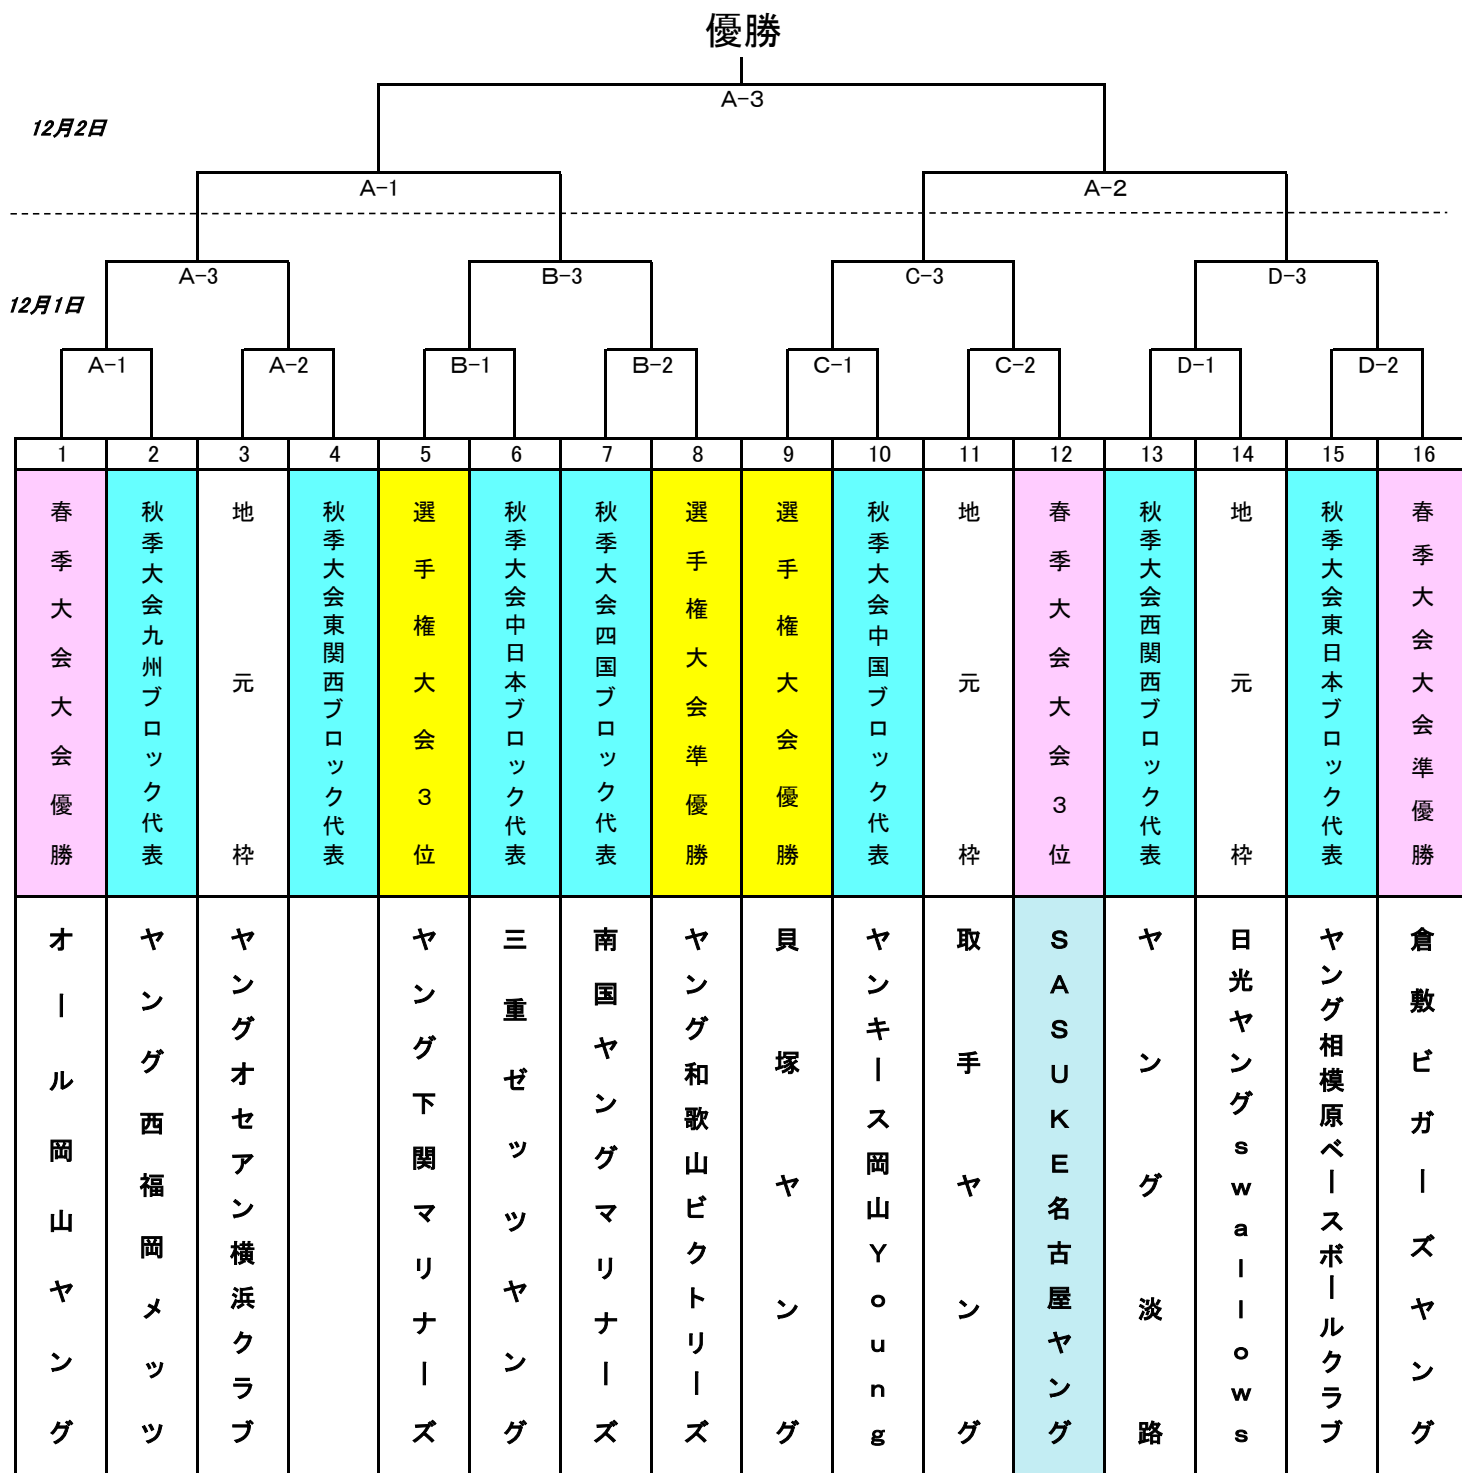 優勝
A-3
12月2日
A-1
A-2
A-3
B-3
C-3
D-3
12月1日
A-1
A-2
B-1
B-2
C-1
C-2
D-1
D-2
1
2
3
4
5
6
7
8
9
10
11
12
13
14
15
16
春季大会大会優勝
秋季大会九州ブロック代表
地元枠
秋季大会東関西ブロック代表
選手権大会3位
秋季大会中日本ブロック代表
秋季大会四国ブロック代表
選手権大会準優勝
選手権大会優勝
秋季大会中国ブロック代表
地元枠
春季大会大会3位
秋季大会西関西ブロック代表
地元枠
秋季大会東日本ブロック代表
春季大会大会準優勝
オール岡山ヤング
ヤング西福岡メッツ
ヤングオセアン横浜クラブ
ヤング下関マリナーズ
三重ゼッツヤング
南国ヤングマリナーズ
ヤング和歌山ビクトリーズ
貝塚ヤング
ヤンキース岡山Young
取手ヤング
SASUKE名古屋ヤング
ヤング淡路
日光ヤングswallows
ヤング相模原ベースボールクラブ
倉敷ビガーズヤング